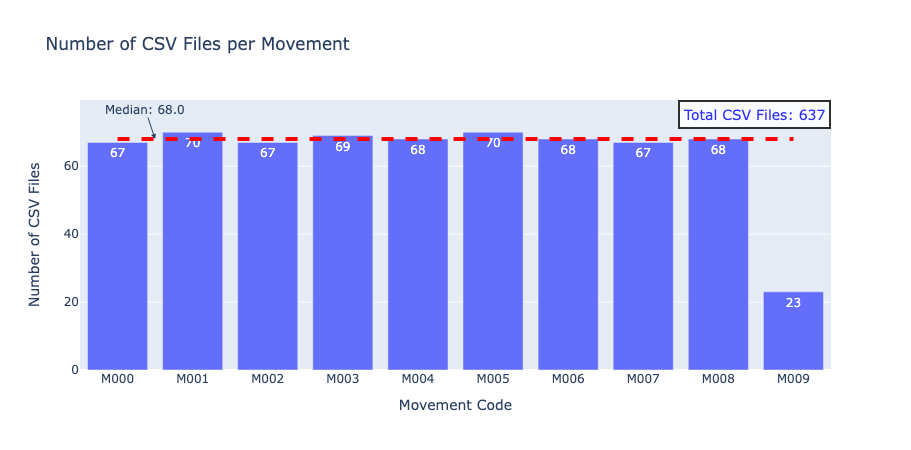 Number of CSV Files per Movement
Median: 68.0
Total CSV Files: 637
Number of CSV Files
60
40
20
0
67
70
67
69
68
70
68
67
68
23
M000
M001
M002
M003
M004
M005
M006
M007
M008
M009
Movement Code